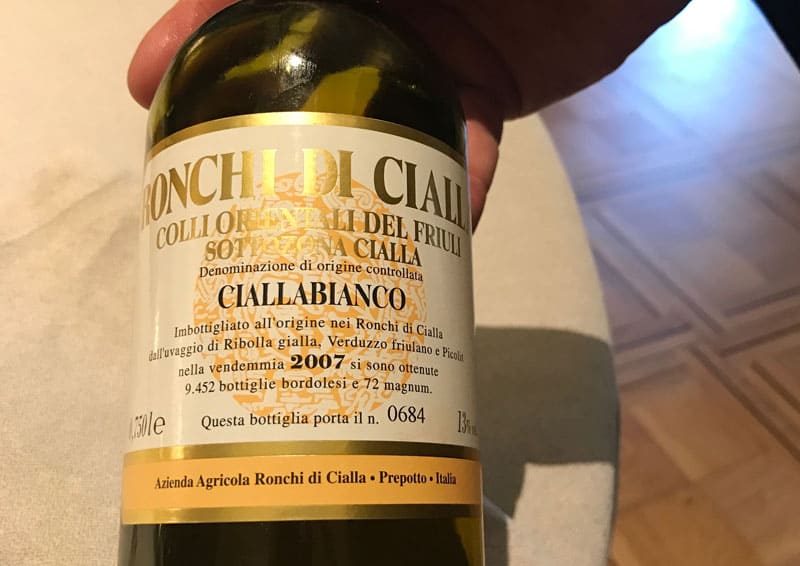 RONCHI DI CIALL
COLLI ORIENTALI DEL FRIULI
SOTTOZONA CIALLA
Denominazione di origine controllata
CIALLABIANCO
Imbottigliato all'origine nei Ronchi di Cialla
dall'uvaggio di Ribolla gialla, Verduzzo friulano e Picolit
nella vendemmia 2007 si sono ottenute
9.452 bottiglie bordolesi e 72 magnum.
0,750 l e Questa bottiglia porta il n. 0684 13%
Azienda Agricola Ronchi di Cialla • Prepotto • Italia